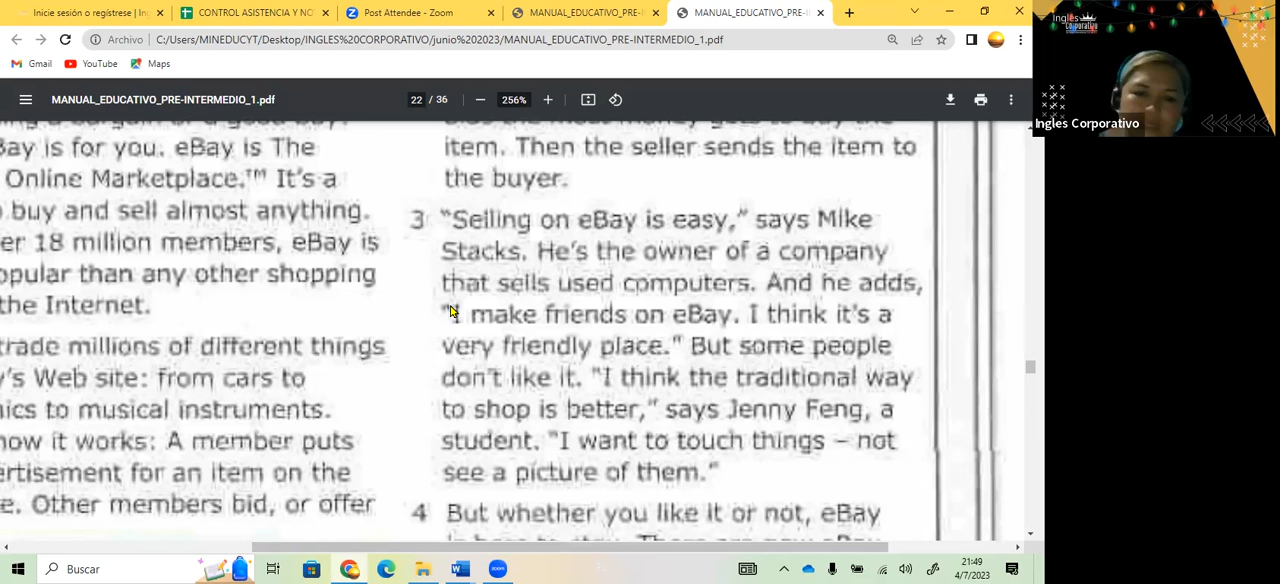 Inicie sesión o regístrese | In
CONTROL ASISTENCIA Y NO
Post Attendee - Zoom
MANUAL_EDUCATIVO_PRE-I
MANUAL_EDUCATIVO_PRE-I
Archivo
C:/Users/MINEDUCYT/Desktop/INGLES%20CORPORATIVO/junio%202023/MANUAL_EDUCATIVO_PRE-INTERMEDIO_1.pdf
Gmail
YouTube
Maps
MANUAL_EDUCATIVO_PRE-INTERMEDIO_1.pdf
22 / 36
256%
Bay is for you. eBay is The
Online Marketplace.™ It's a
buy and sell almost anything.
er 18 million members, eBay is
opular than any other shopping
the Internet.
trade millions of different things
y's Web site: from cars to
nics to musical instruments.
how it works: A member puts
ertisement for an item on the
e. Other members bid, or offer
item. Then the seller sends the item to
the buyer.
3 "Selling on eBay is easy," says Mike
Stacks. He's the owner of a company
that sells used computers. And he adds,
"I make friends on eBay. I think it's a
very friendly place." But some people
don't like it. "I think the traditional way
to shop is better," says Jenny Feng, a
student. "I want to touch things – not
see a picture of them."
4 But whether you like it or not, eBay
Ingles
Corporativo
Ingles Corporativo
Buscar
21:49
4/7/2023